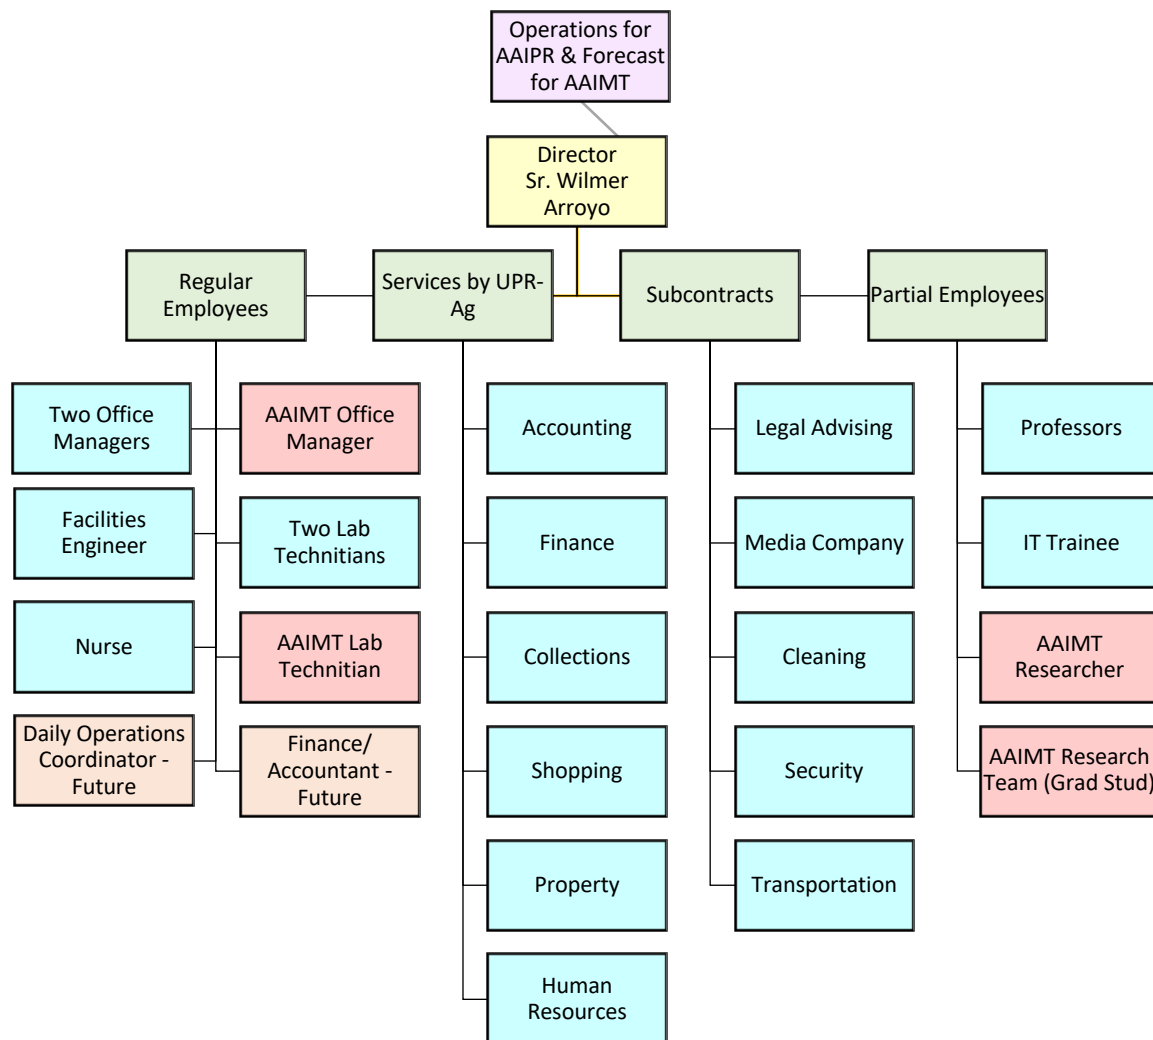 Operations for
AAIPR & Forecast
for AAIMT
Director
Sr. Wilmer
Arroyo
Regular
Employees
Services by UPR-
Ag
Subcontracts
Partial Employees
Two Office
Managers
AAIMT Office
Manager
Facilities
Engineer
Two Lab
Technitians
Nurse
AAIMT Lab
Technitian
Daily Operations
Coordinator -
Future
Finance/
Accountant -
Future
Accounting
Finance
Collections
Shopping
Property
Human
Resources
Legal Advising
Media Company
Cleaning
Security
Transportation
Professors
IT Trainee
AAIMT
Researcher
AAIMT Research
Team (Grad Stud)